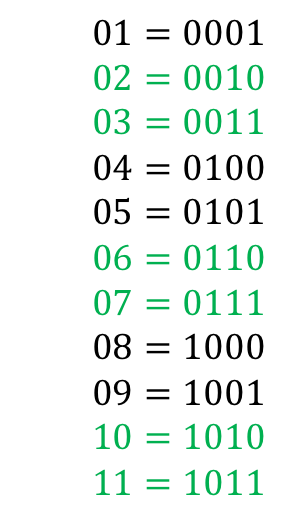 01 = 0001
02 = 0010
03 = 0011
04 = 0100
05 = 0101
06 = 0110
07 = 0111
08 = 1000
09 = 1001
10 = 1010
11 = 1011